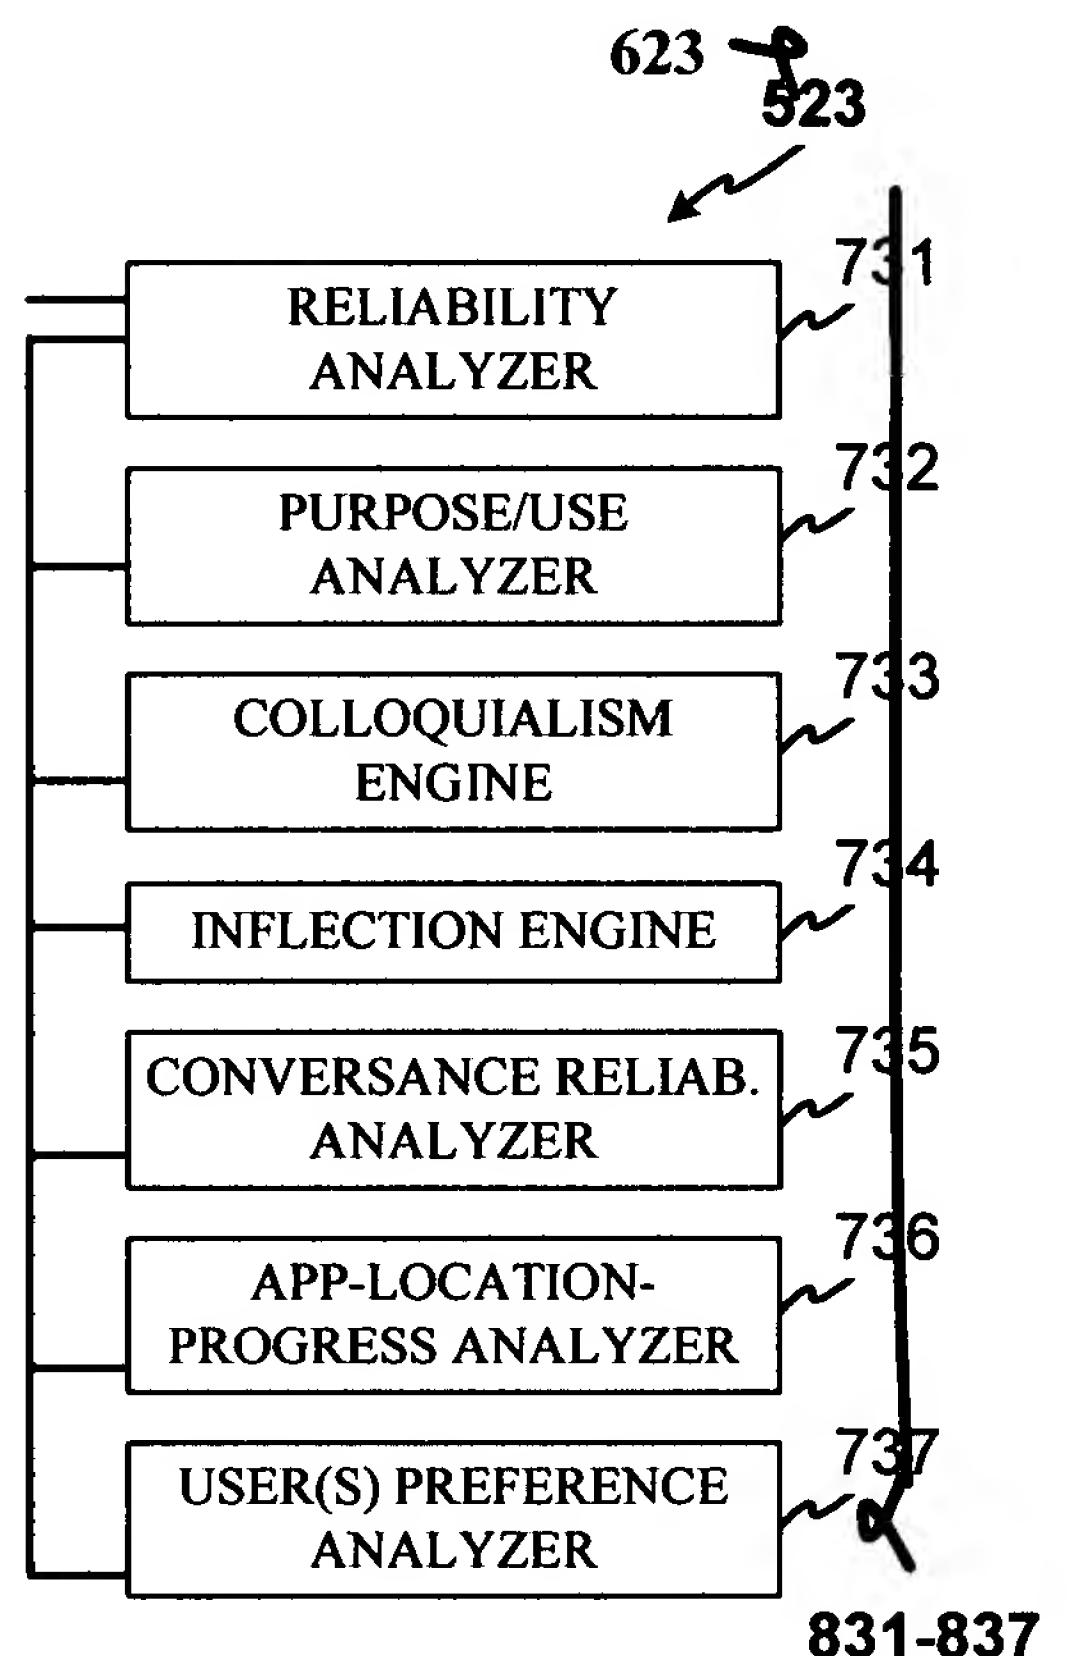 623
523
731
RELIABILITY
ANALYZER
732
PURPOSE/USE
ANALYZER
733
COLLOQUIALISM
ENGINE
734
INFLECTION ENGINE
735
CONVERSANCE RELIAB.
ANALYZER
736
APP-LOCATION-
PROGRESS ANALYZER
737
USER(S) PREFERENCE
ANALYZER
831-837